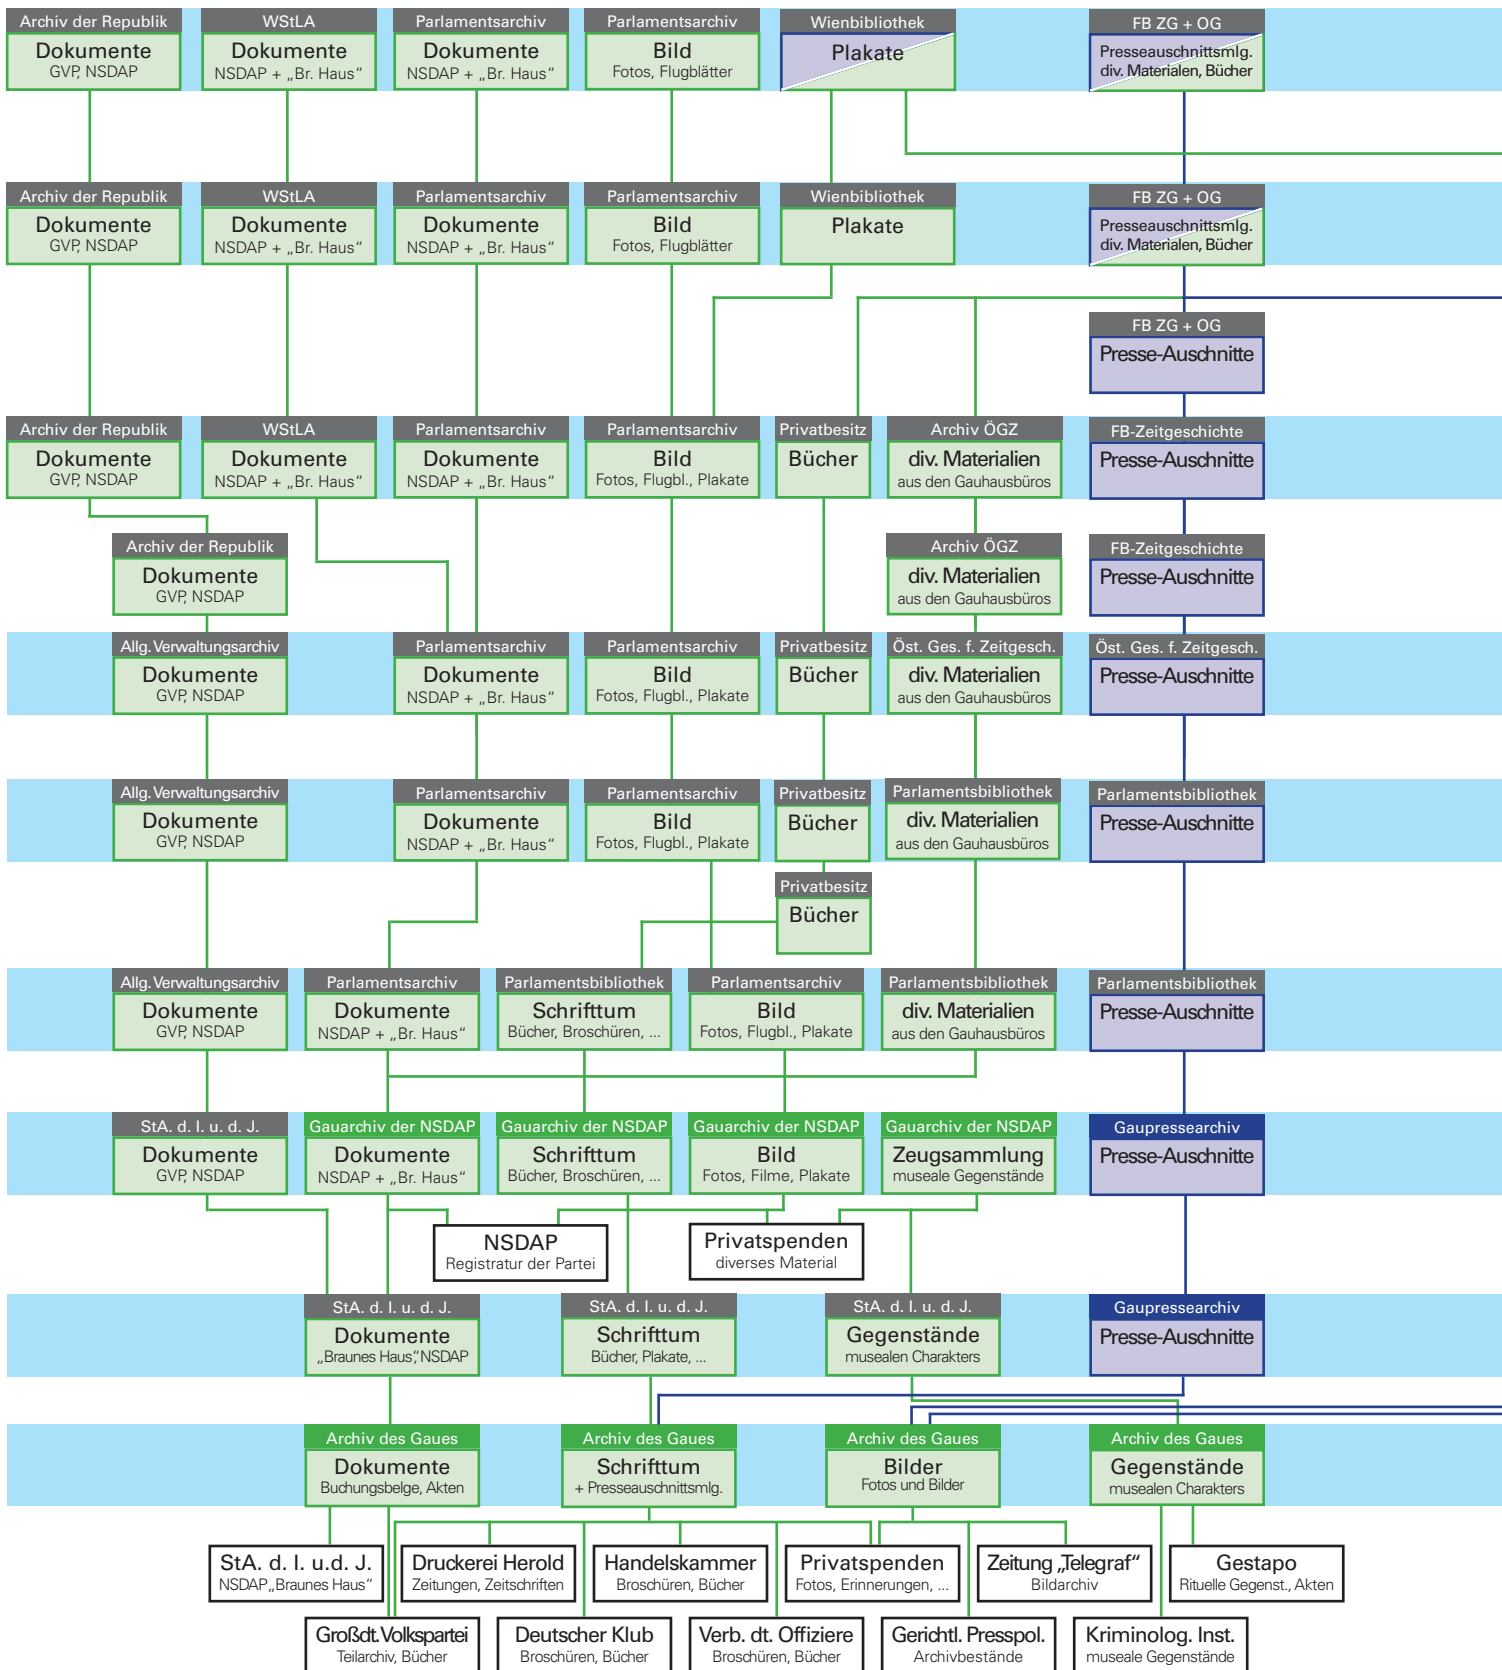 Archiv der Republik
Dokumente
GVP, NSDAP
WStLA
Dokumente
NSDAP + „Br. Haus“
Parlamentsarchiv
Dokumente
NSDAP + „Br. Haus“
Parlamentsarchiv
Bild
Fotos, Flugblätter
Wienbibliothek
Plakate
FB ZG + OG
Presseauschnittsmlg.
div. Materialen, Bücher
Archiv der Republik
Dokumente
GVP, NSDAP
WStLA
Dokumente
NSDAP + „Br. Haus“
Parlamentsarchiv
Dokumente
NSDAP + „Br. Haus“
Parlamentsarchiv
Bild
Fotos, Flugblätter
Wienbibliothek
Plakate
FB ZG + OG
Presseauschnittsmlg.
div. Materialen, Bücher
FB ZG + OG
Presse-Auschnitte
Archiv der Republik
Dokumente
GVP, NSDAP
WStLA
Dokumente
NSDAP + „Br. Haus“
Parlamentsarchiv
Dokumente
NSDAP + „Br. Haus“
Parlamentsarchiv
Bild
Fotos, Flugbl., Plakate
Privatbesitz
Bücher
Archiv ÖGZ
div. Materialien
aus den Gauhausbüros
FB-Zeitgeschichte
Presse-Auschnitte
Archiv der Republik
Dokumente
GVP, NSDAP
Archiv ÖGZ
div. Materialien
aus den Gauhausbüros
FB-Zeitgeschichte
Presse-Auschnitte
Allg. Verwaltungsarchiv
Dokumente
GVP, NSDAP
Parlamentsarchiv
Dokumente
NSDAP + „Br. Haus“
Parlamentsarchiv
Bild
Fotos, Flugbl., Plakate
Privatbesitz
Bücher
Öst. Ges. f. Zeitgesch.
div. Materialien
aus den Gauhausbüros
Öst. Ges. f. Zeitgesch.
Presse-Auschnitte
Allg. Verwaltungsarchiv
Dokumente
GVP, NSDAP
Parlamentsarchiv
Dokumente
NSDAP + „Br. Haus“
Parlamentsarchiv
Bild
Fotos, Flugbl., Plakate
Privatbesitz
Bücher
Parlamentsbibliothek
div. Materialien
aus den Gauhausbüros
Parlamentsbibliothek
Presse-Auschnitte
Privatbesitz
Bücher
Allg. Verwaltungsarchiv
Dokumente
GVP, NSDAP
Parlamentsarchiv
Dokumente
NSDAP + „Br. Haus“
Parlamentsbibliothek
Schrifttum
Bücher, Broschüren, ...
Parlamentsarchiv
Bild
Fotos, Flugbl., Plakate
Parlamentsbibliothek
div. Materialien
aus den Gauhausbüros
Parlamentsbibliothek
Presse-Auschnitte
StA. d. I. u. d. J.
Dokumente
GVP, NSDAP
Gauarchiv der NSDAP
Dokumente
NSDAP + „Br. Haus“
Gauarchiv der NSDAP
Schrifttum
Bücher, Broschüren, ...
Gauarchiv der NSDAP
Bild
Fotos, Filme, Plakate
Gauarchiv der NSDAP
Zeugsammlung
museale Gegenstände
Gaupressearchiv
Presse-Auschnitte
NSDAP
Registratur der Partei
Privatspenden
diverses Material
StA. d. I. u. d. J.
Dokumente
„Braunes Haus“, NSDAP
StA. d. I. u. d. J.
Schrifttum
Bücher, Plakate, ...
StA. d. I. u. d. J.
Gegenstände
musealen Charakters
Gaupressearchiv
Presse-Auschnitte
Archiv des Gaues
Dokumente
Buchungsbelge, Akten
Archiv des Gaues
Schrifttum
+ Presseauschnittsmlg.
Archiv des Gaues
Bilder
Fotos und Bilder
Archiv des Gaues
Gegenstände
musealen Charakters
StA. d. I. u.d. J.
NSDAP „Braunes Haus“
Druckerei Herold
Zeitungen, Zeitschriften
Handelskammer
Broschüren, Bücher
Privatspenden
Fotos, Erinnerungen, ...
Zeitung „Telegraf“
Bildarchiv
Gestapo
Rituelle Gegenst., Akten
Großdt. Volkspartei
Teilarchiv, Bücher
Deutscher Klub
Broschüren, Bücher
Verb. dt. Offiziere
Broschüren, Bücher
Gerichtl. Presspol.
Archivbestände
Kriminolog. Inst.
museale Gegenstände